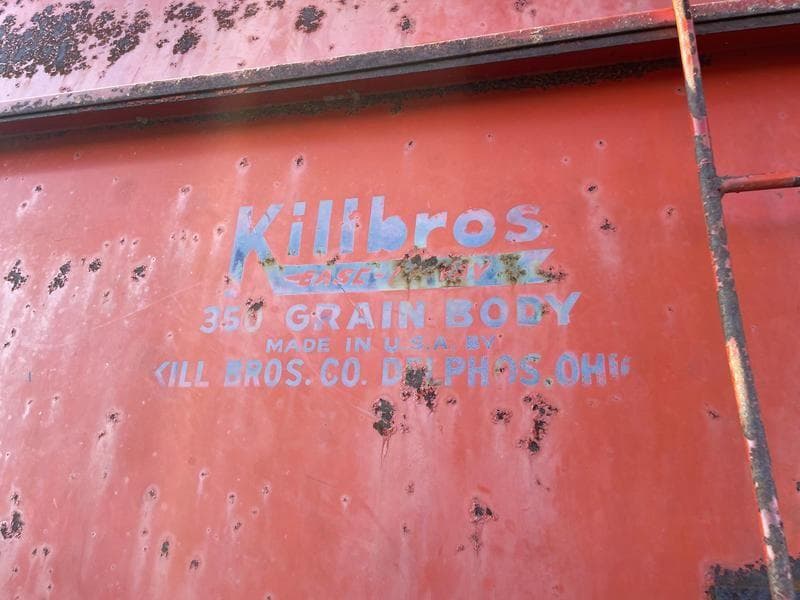 Killbros
350 GRAIN BODY
MADE IN U.S.A. BY
KILL BROS. CO. DELPHOS, OHIO